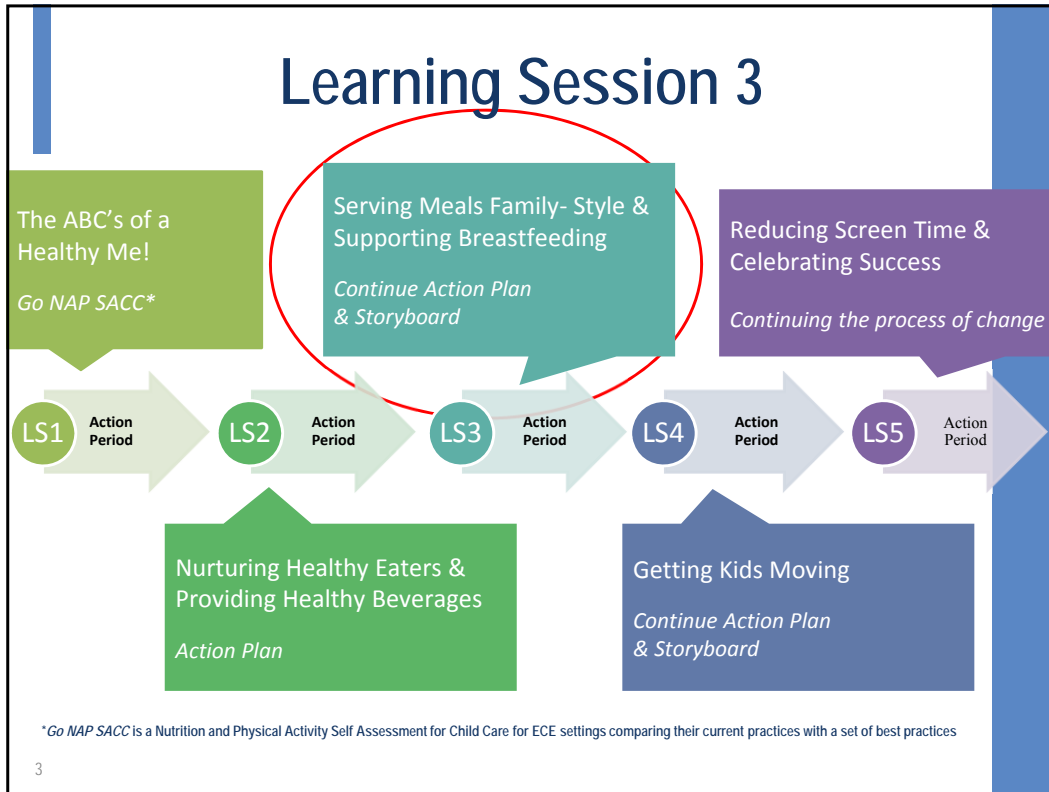 Learning Session 3
The ABC's of a
Healthy Me!
Go NAP SACC*
Serving Meals Family- Style &
Supporting Breastfeeding
Continue Action Plan
& Storyboard
Reducing Screen Time &
Celebrating Success
Continuing the process of change
LS1
Action
Period
LS2
Action
Period
LS3
Action
Period
LS4
Action
Period
LS5
Action
Period
Nurturing Healthy Eaters &
Providing Healthy Beverages
Action Plan
Getting Kids Moving
Continue Action Plan
& Storyboard
*Go NAP SACC is a Nutrition and Physical Activity Self Assessment for Child Care for ECE settings comparing their current practices with a set of best practices
3